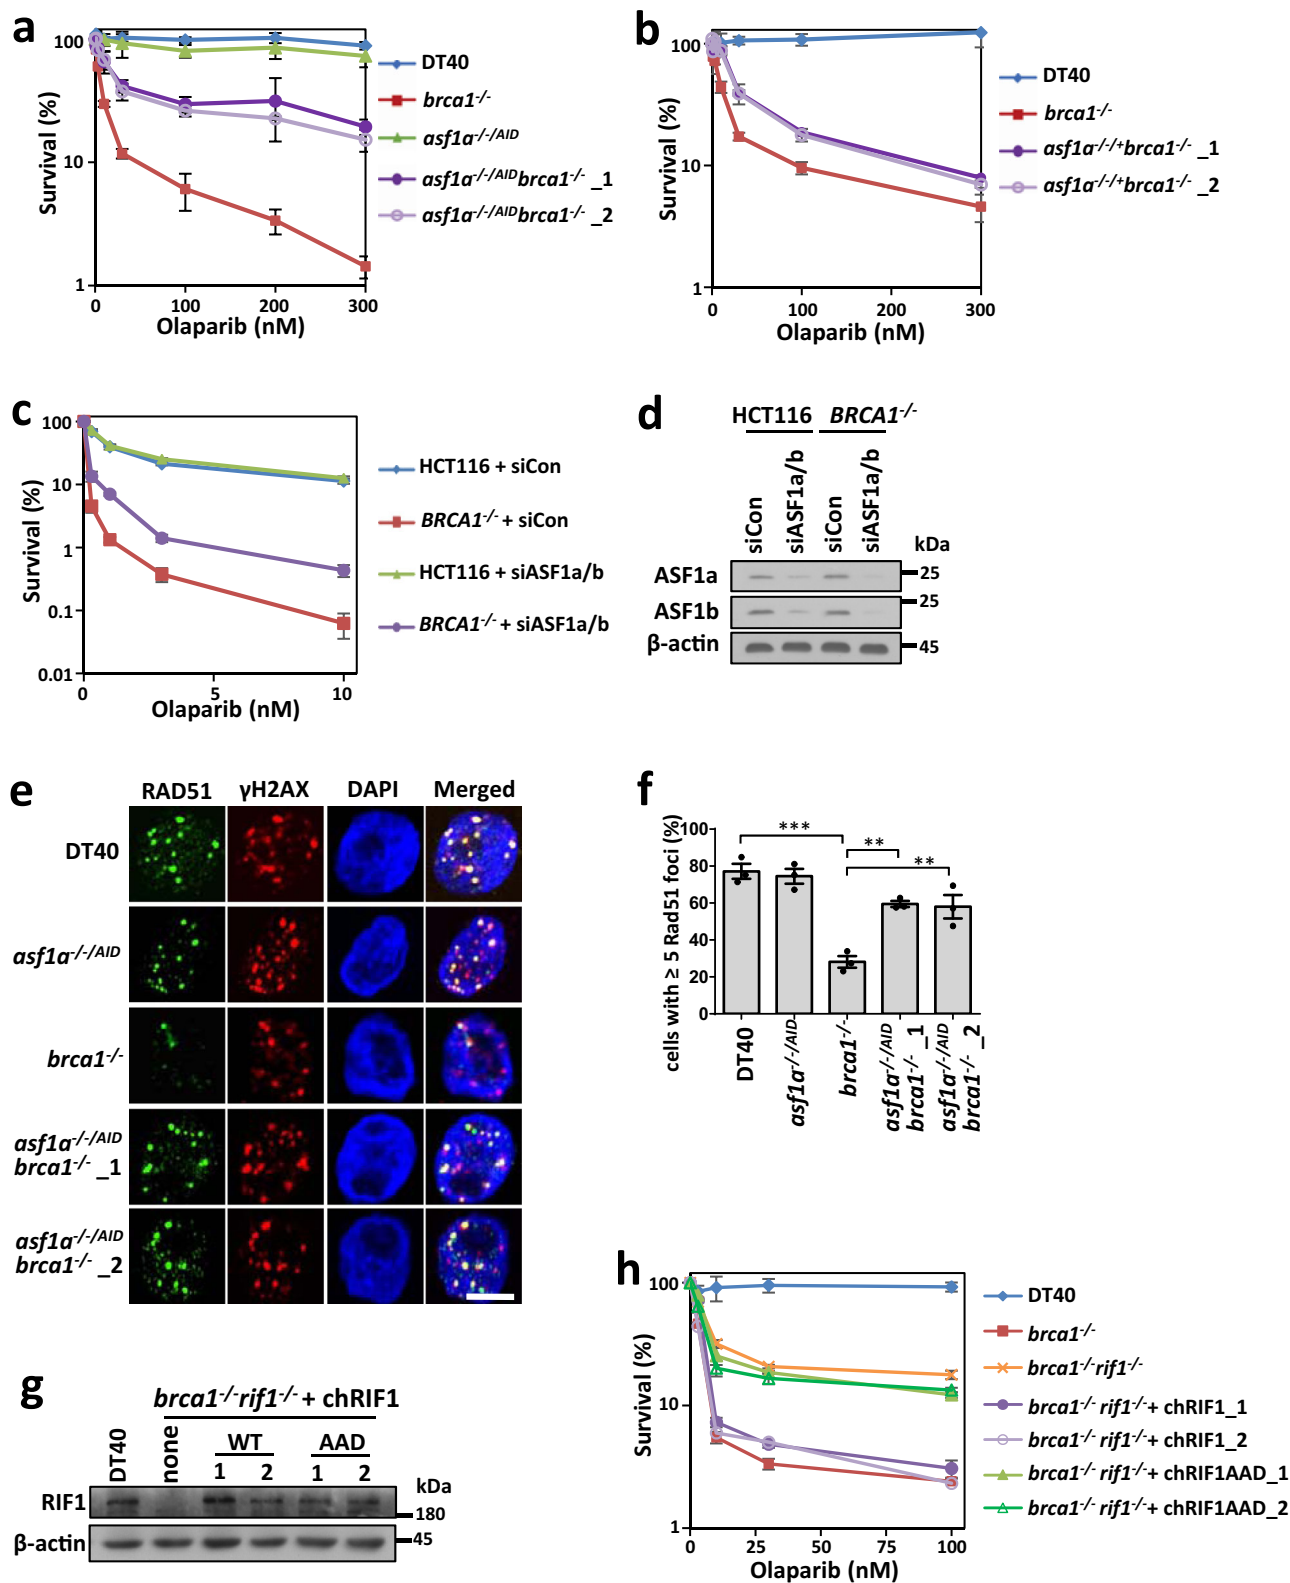 a
Survival (%)
100
10
1
0 100 200 300
Olaparib (nM)
DT40
brca1-/-
asf1a-/-/AID
asf1a-/-/AIDbrca1-/- _1
asf1a-/-/AIDbrca1-/- _2
b
Survival (%)
100
10
1
0 100 200 300
Olaparib (nM)
DT40
brca1-/-
asf1a-/-/+brca1-/- _1
asf1a-/-/+brca1-/- _2
c
Survival (%)
100
10
1
0.1
0.01
0 5 10
Olaparib (nM)
HCT116 + siCon
BRCA1-/- + siCon
HCT116 + siASF1a/b
BRCA1-/- + siASF1a/b
d
HCT116 BRCA1-/-
siCon siASF1a/b siCon siASF1a/b
kDa
ASF1a 25
ASF1b 25
β-actin 45
e
RAD51 γH2AX DAPI Merged
DT40
asf1a-/-/AID
brca1-/-
asf1a-/-/AID
brca1-/- _1
asf1a-/-/AID
brca1-/- _2
f
cells with ≥ 5 Rad51 foci (%)
100
80
60
40
20
0
***
**
**
DT40
asf1a-/-/AID
brca1-/-
asf1a-/-/AID
brca1-/- _1
asf1a-/-/AID
brca1-/- _2
g
brca1-/-rif1-/- + chRIF1
DT40 none WT AAD
1 2 1 2
kDa
RIF1 180
β-actin 45
h
Survival (%)
100
10
1
0 25 50 75 100
Olaparib (nM)
DT40
brca1-/-
brca1-/-rif1-/-
brca1-/- rif1-/-+ chRIF1_1
brca1-/- rif1-/-+ chRIF1_2
brca1-/- rif1-/-+ chRIF1AAD_1
brca1-/- rif1-/-+ chRIF1AAD_2